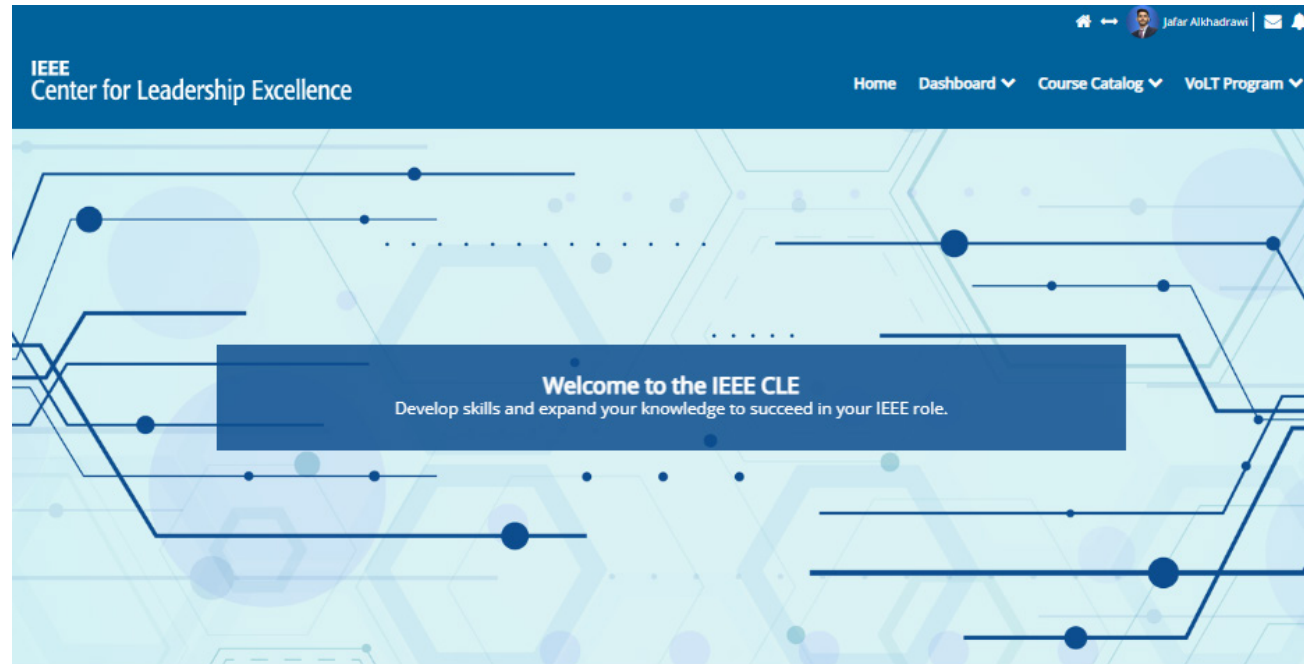 Jafar Alkhadrawi
IEEE
Center for Leadership Excellence
Home Dashboard Course Catalog VoLT Program
Welcome to the IEEE CLE
Develop skills and expand your knowledge to succeed in your IEEE role.